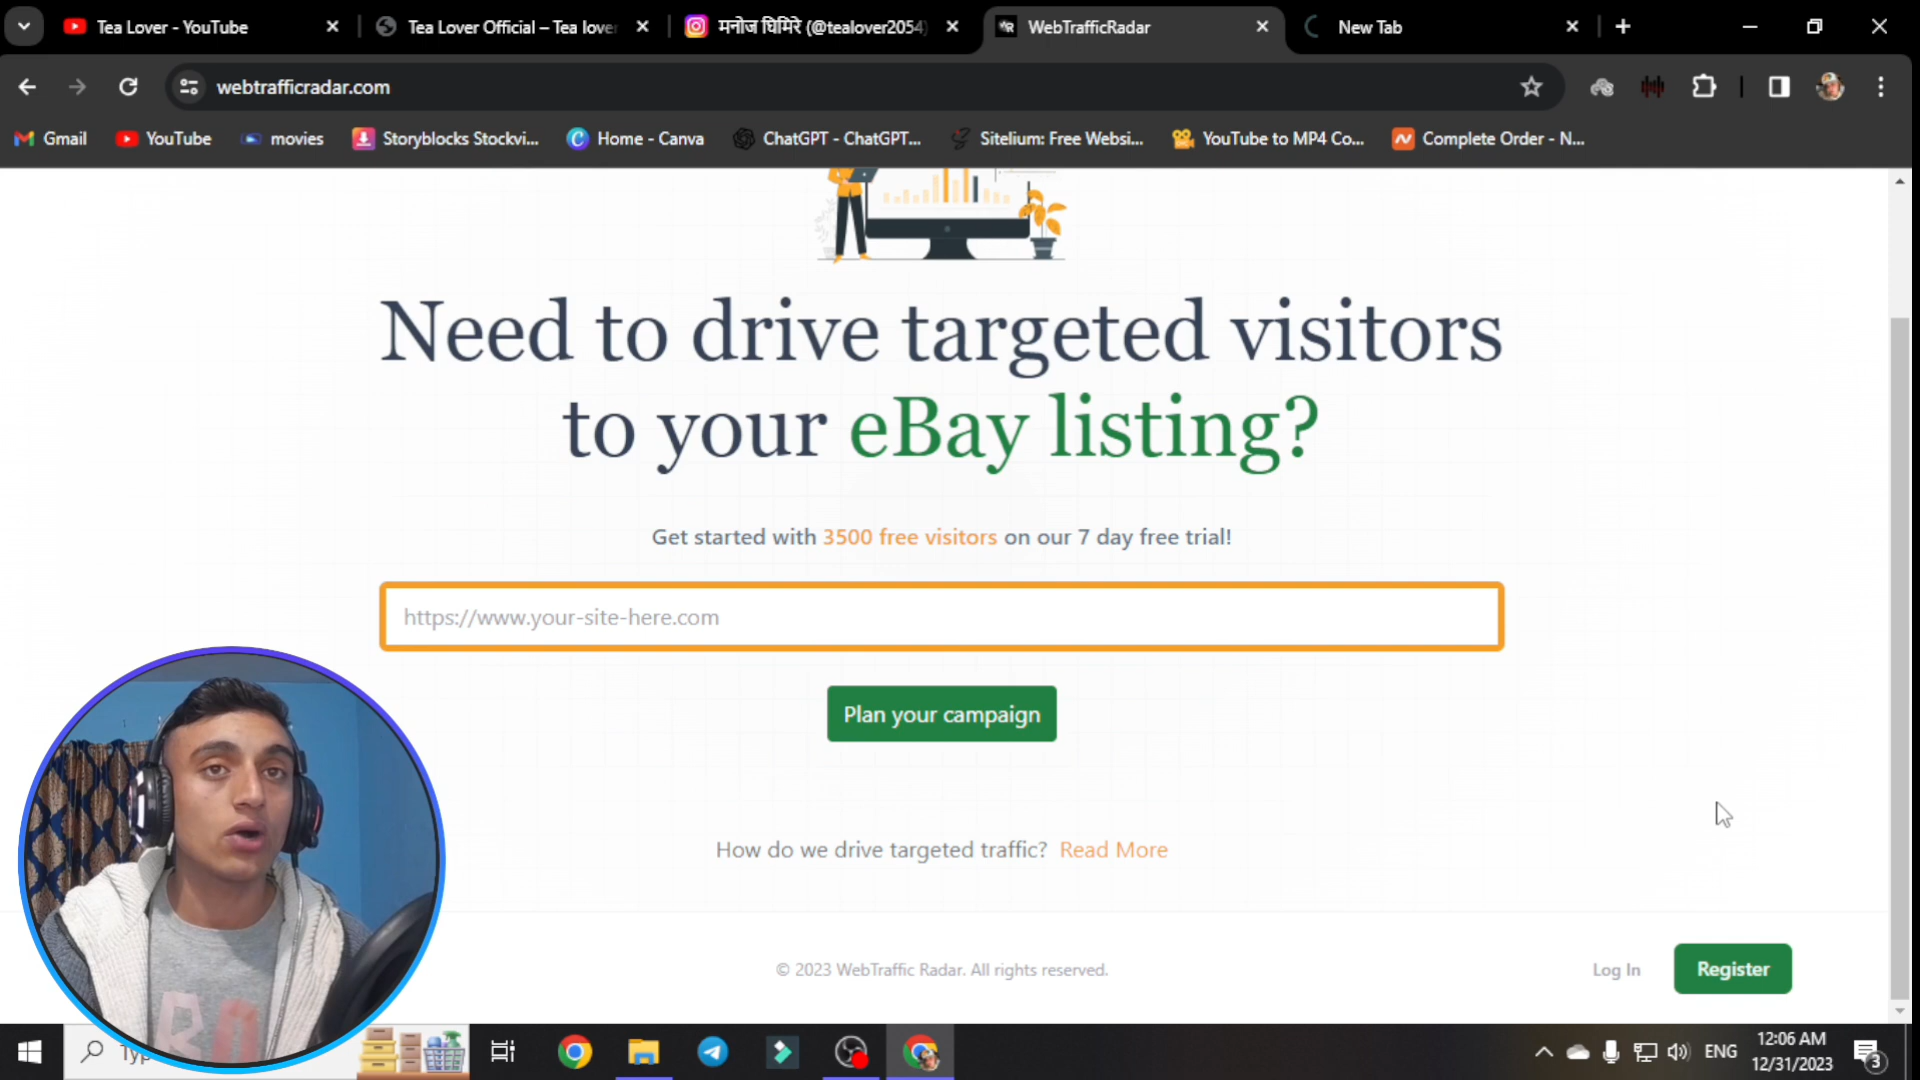 Tea Lover - YouTube
Tea Lover Official – Tea lover
मनोज घिमिरे (@tealover2054)
WebTrafficRadar
New Tab
webtrafficradar.com
Gmail
YouTube
movies
Storyblocks Stockvi...
Home - Canva
ChatGPT - ChatGPT...
Sitelium: Free Websi...
YouTube to MP4 Co...
Complete Order - N...
Need to drive targeted visitors
to your eBay listing?
Get started with 3500 free visitors on our 7 day free trial!
https://www.your-site-here.com
Plan your campaign
How do we drive targeted traffic? Read More
© 2023 WebTraffic Radar. All rights reserved.
Log In
Register
ENG
12:06 AM
12/31/2023
3